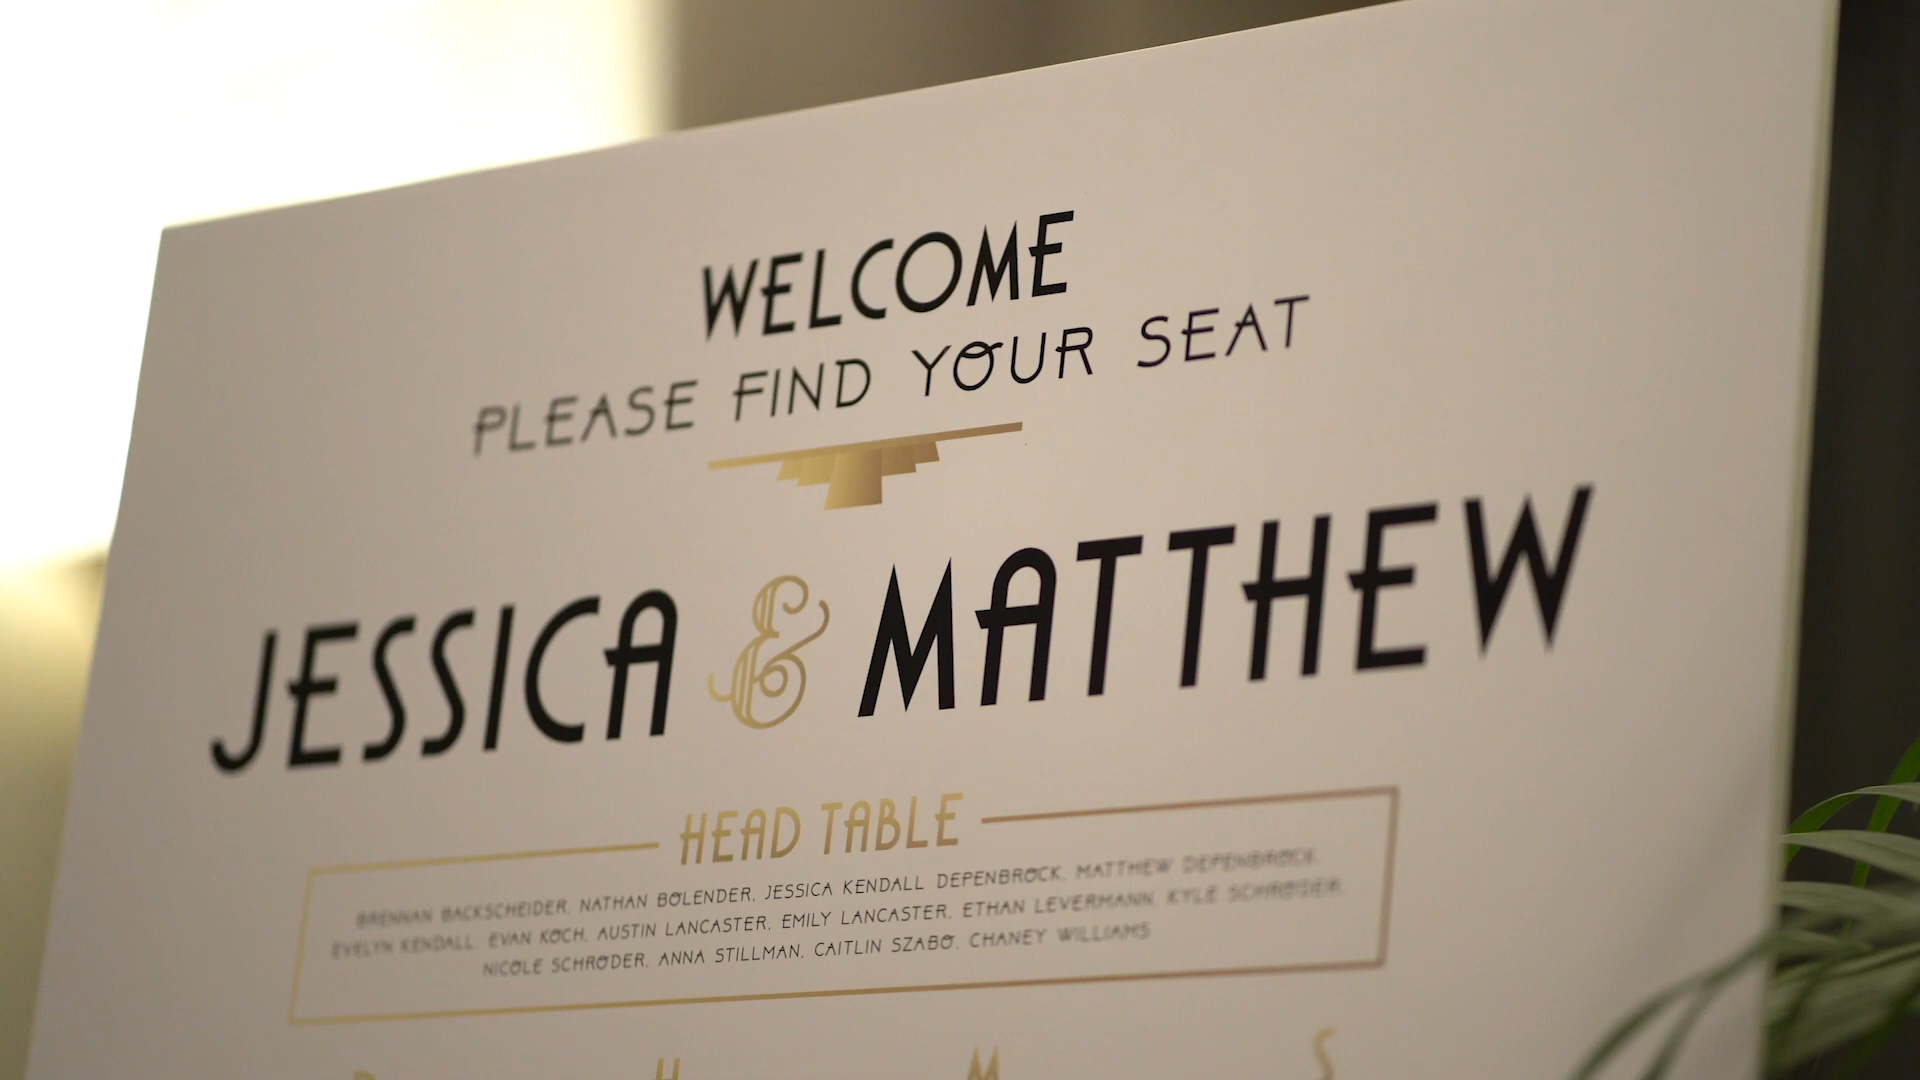 WELCOME
PLEASE FIND YOUR SEAT
JESSICA & MATTHEW
HEAD TABLE
BRENNAN BACKSCHEIDER, NATHAN BOLENDER, JESSICA KENDALL DEPENBROCK, MATTHEW DEPENBROCK,
EVELYN KENDALL, EVAN KOCH, AUSTIN LANCASTER, EMILY LANCASTER, ETHAN LEVERMANN, KYLE SCHRODER,
NICOLE SCHRODER, ANNA STILLMAN, CAITLIN SZABO, CHANEY WILLIAMS
H M S